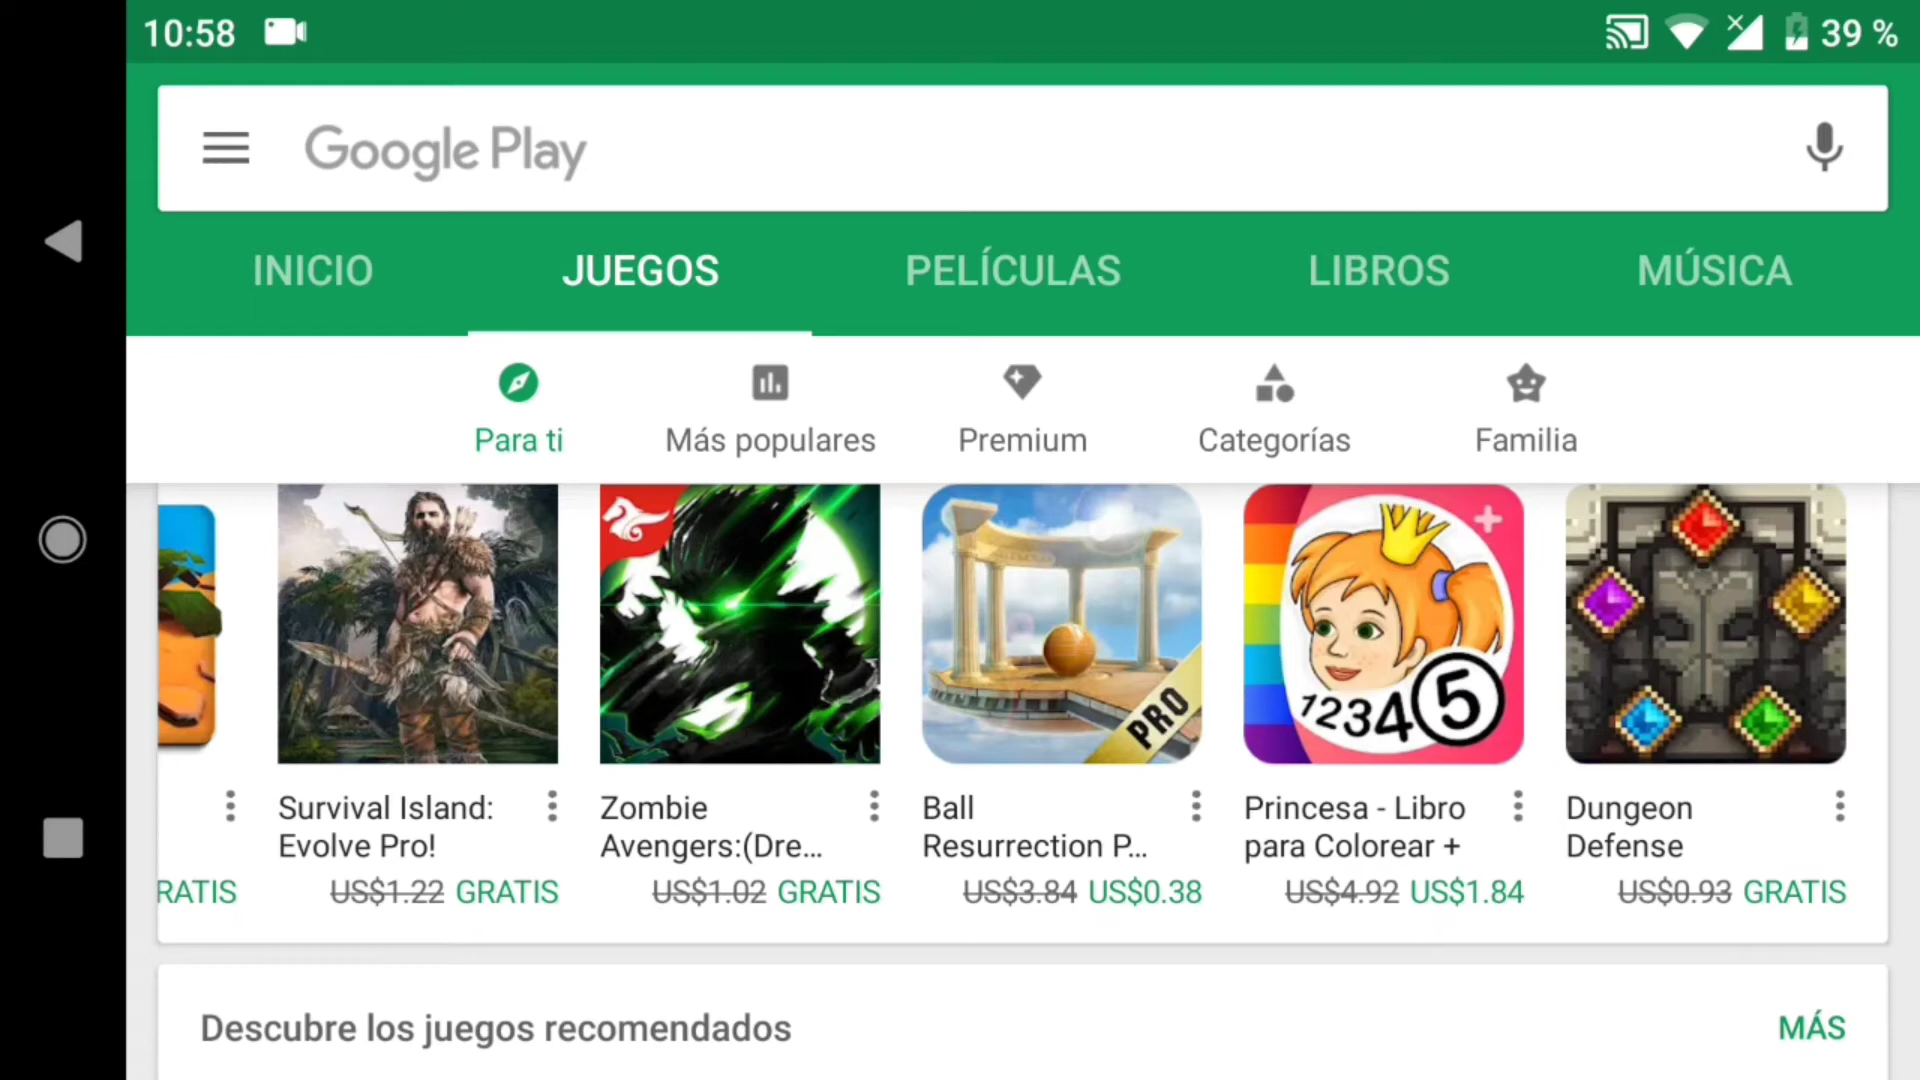 10:58
39 %
Google Play
INICIO JUEGOS PELÍCULAS LIBROS MÚSICA
Para ti Más populares Premium Categorías Familia
PRO
12345
Survival Island:
Evolve Pro!
US$1.22 GRATIS
Zombie
Avengers:(Dre...
US$1.02 GRATIS
Ball
Resurrection P...
US$3.84 US$0.38
Princesa - Libro
para Colorear +
US$4.92 US$1.84
Dungeon
Defense
US$0.93 GRATIS
RATIS
Descubre los juegos recomendados
MÁS